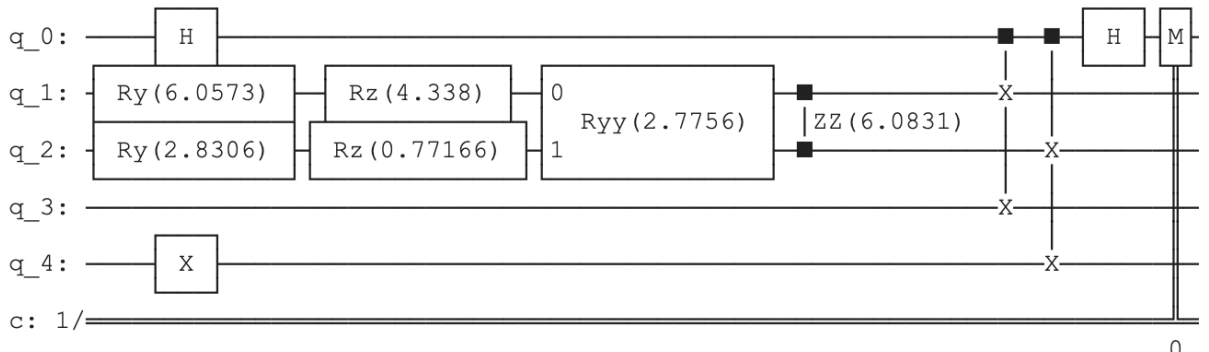 q_0: H H M
q_1: Ry(6.0573) Rz(4.338) 0 X
Ryy(2.7756) ZZ(6.0831)
q_2: Ry(2.8306) Rz(0.77166) 1 X
q_3: X
q_4: X X
c: 1/
0